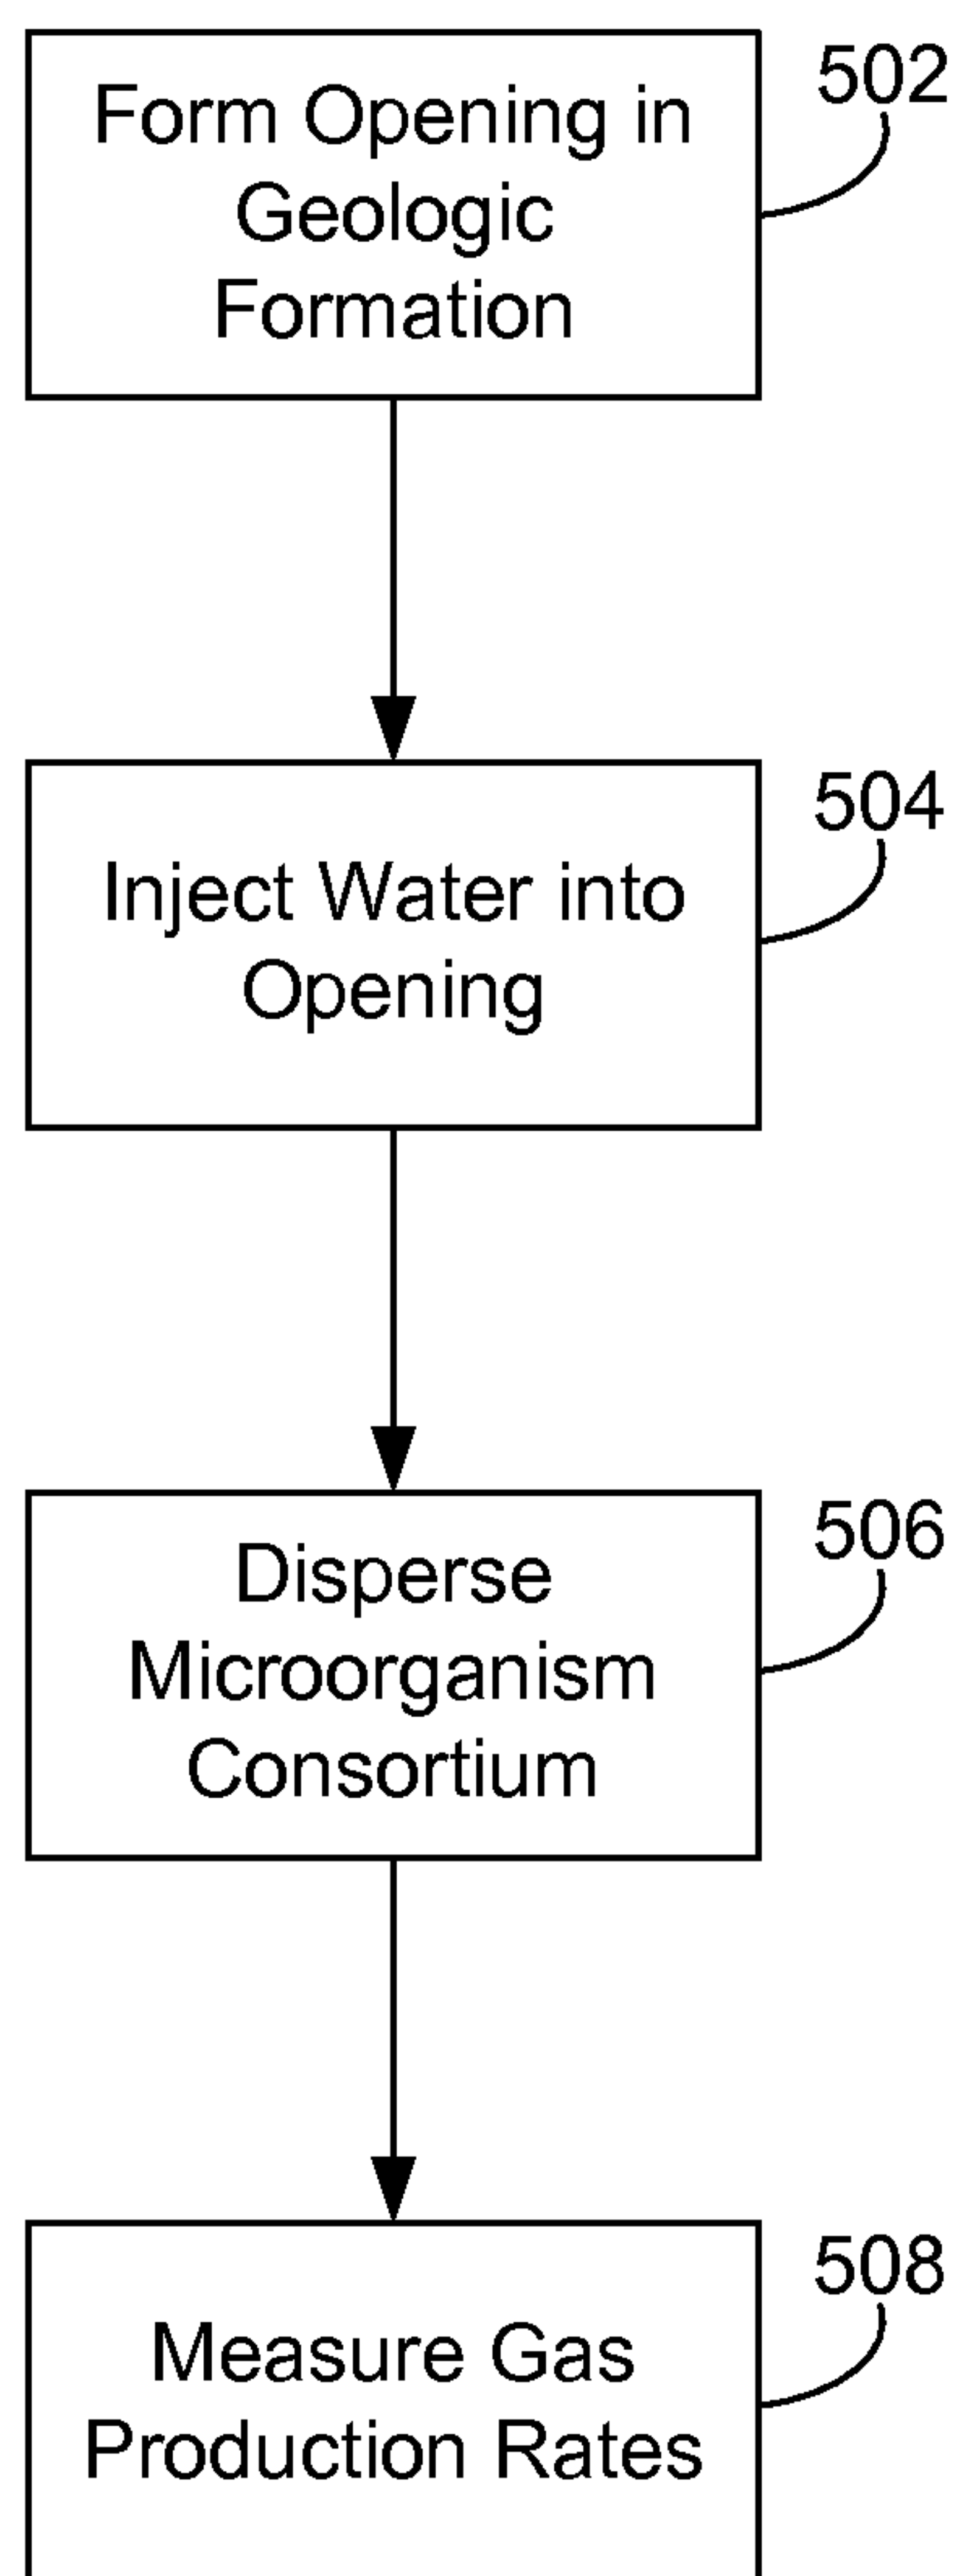 Form Opening in
Geologic
Formation
502
Inject Water into
Opening
504
Disperse
Microorganism
Consortium
506
Measure Gas
Production Rates
508